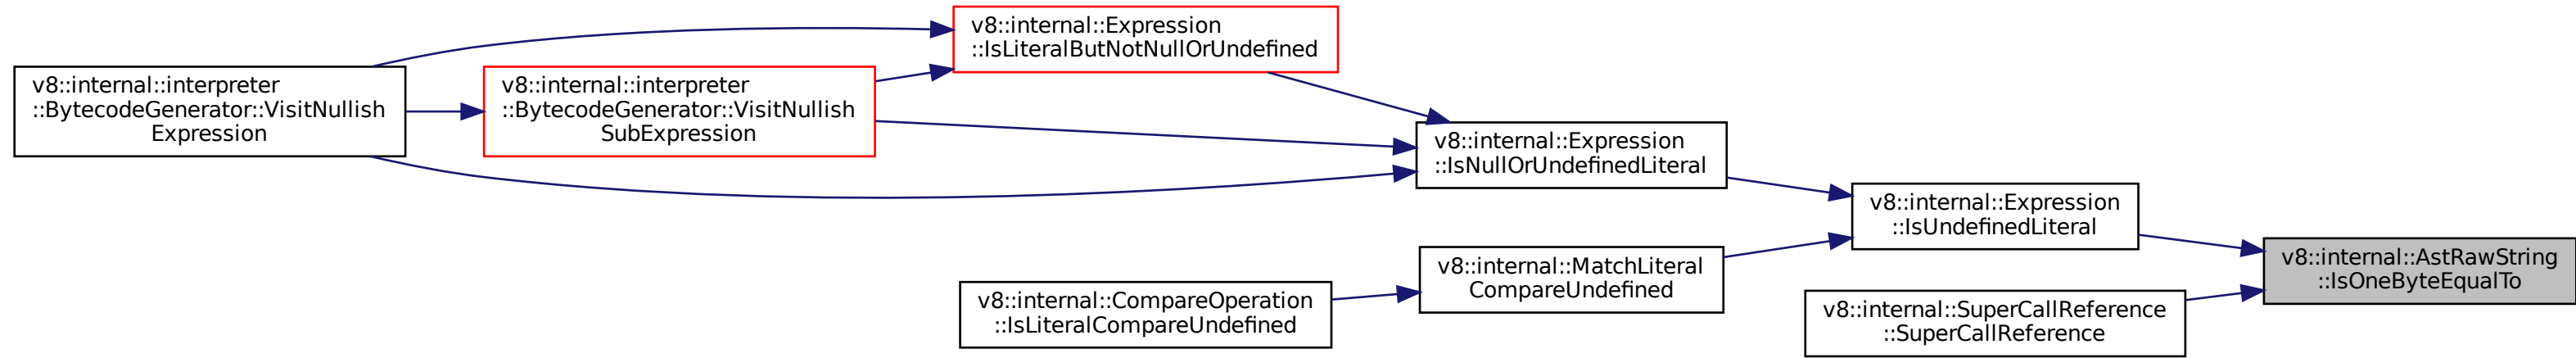 v8::internal::Expression
::IsLiteralButNotNullOrUndefined
v8::internal::interpreter
::BytecodeGenerator::VisitNullish
Expression
v8::internal::interpreter
::BytecodeGenerator::VisitNullish
SubExpression
v8::internal::Expression
::IsNullOrUndefinedLiteral
v8::internal::Expression
::IsUndefinedLiteral
v8::internal::AstRawString
::IsOneByteEqualTo
v8::internal::MatchLiteral
CompareUndefined
v8::internal::CompareOperation
::IsLiteralCompareUndefined
v8::internal::SuperCallReference
::SuperCallReference